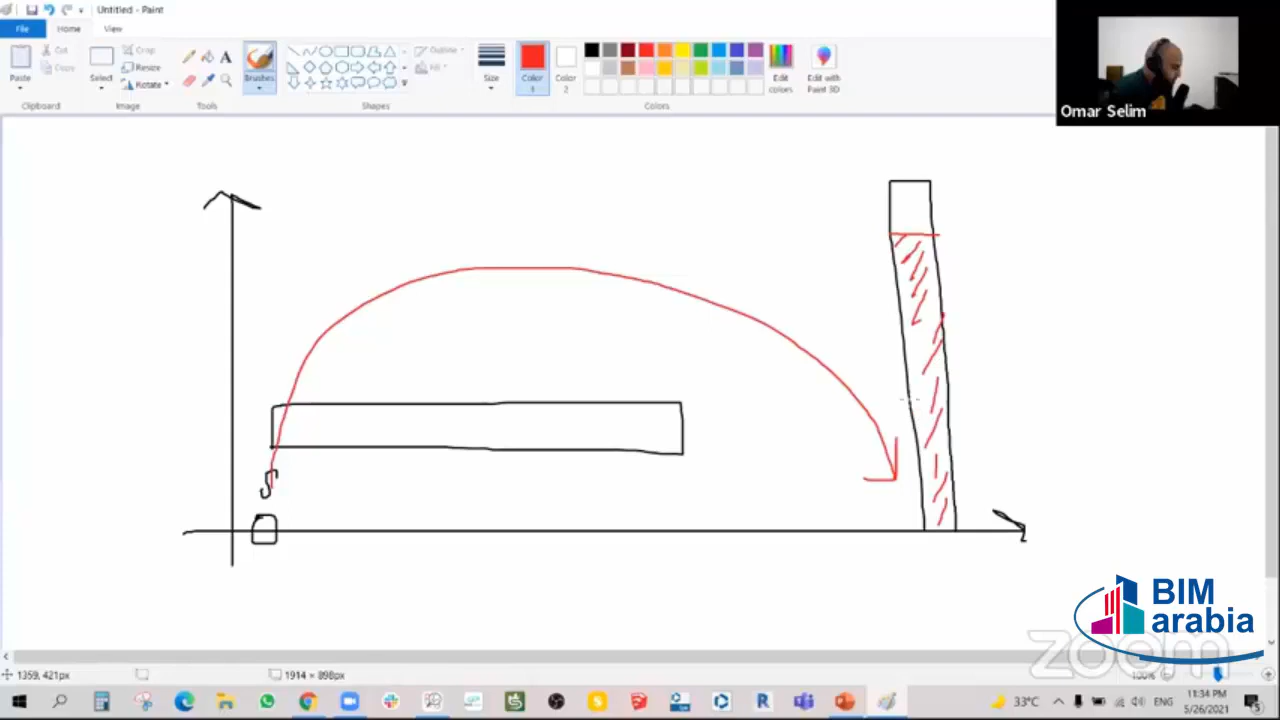 Untitled - Paint
File
Home
View
Paste
Cut
Copy
Select
Crop
Resize
Rotate
Brushes
Outline
Fill
Size
Color
1
Color
2
Edit
colors
Edit with
Paint 3D
Clipboard
Image
Tools
Shapes
Colors
Omar Selim
S
BIM
arabia
zoom
1359, 421px
1914 × 898px
100%
33°C
ENG
11:34 PM
5/26/2021